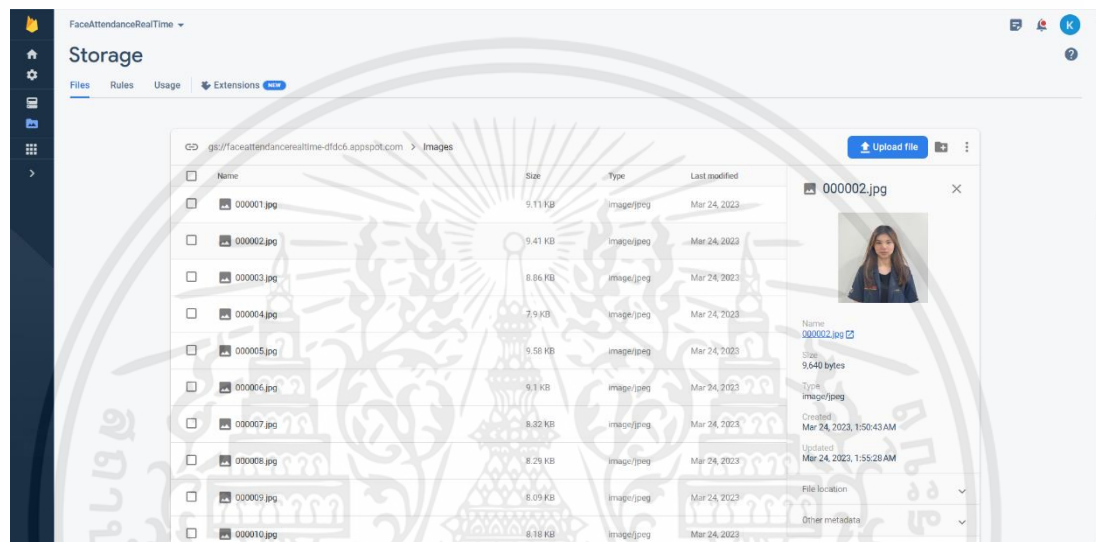 FaceAttendanceRealTime
K
Storage
Files Rules Usage Extensions NEW
gs://faceattendancerealtime-dfdc6.appspot.com > Images
Upload file
Name Size Type Last modified
000001.jpg 9.11 KB image/jpeg Mar 24, 2023
000002.jpg 9.41 KB image/jpeg Mar 24, 2023
000003.jpg 8.86 KB image/jpeg Mar 24, 2023
000004.jpg 7.9 KB image/jpeg Mar 24, 2023
000005.jpg 9.58 KB image/jpeg Mar 24, 2023
000006.jpg 9.1 KB image/jpeg Mar 24, 2023
000007.jpg 8.32 KB image/jpeg Mar 24, 2023
000008.jpg 8.29 KB image/jpeg Mar 24, 2023
000009.jpg 8.09 KB image/jpeg Mar 24, 2023
000010.jpg 8.18 KB image/jpeg Mar 24, 2023
000002.jpg
Name
000002.jpg
Size
9,640 bytes
Type
image/jpeg
Created
Mar 24, 2023, 1:50:43 AM
Updated
Mar 24, 2023, 1:55:28 AM
File location
Other metadata